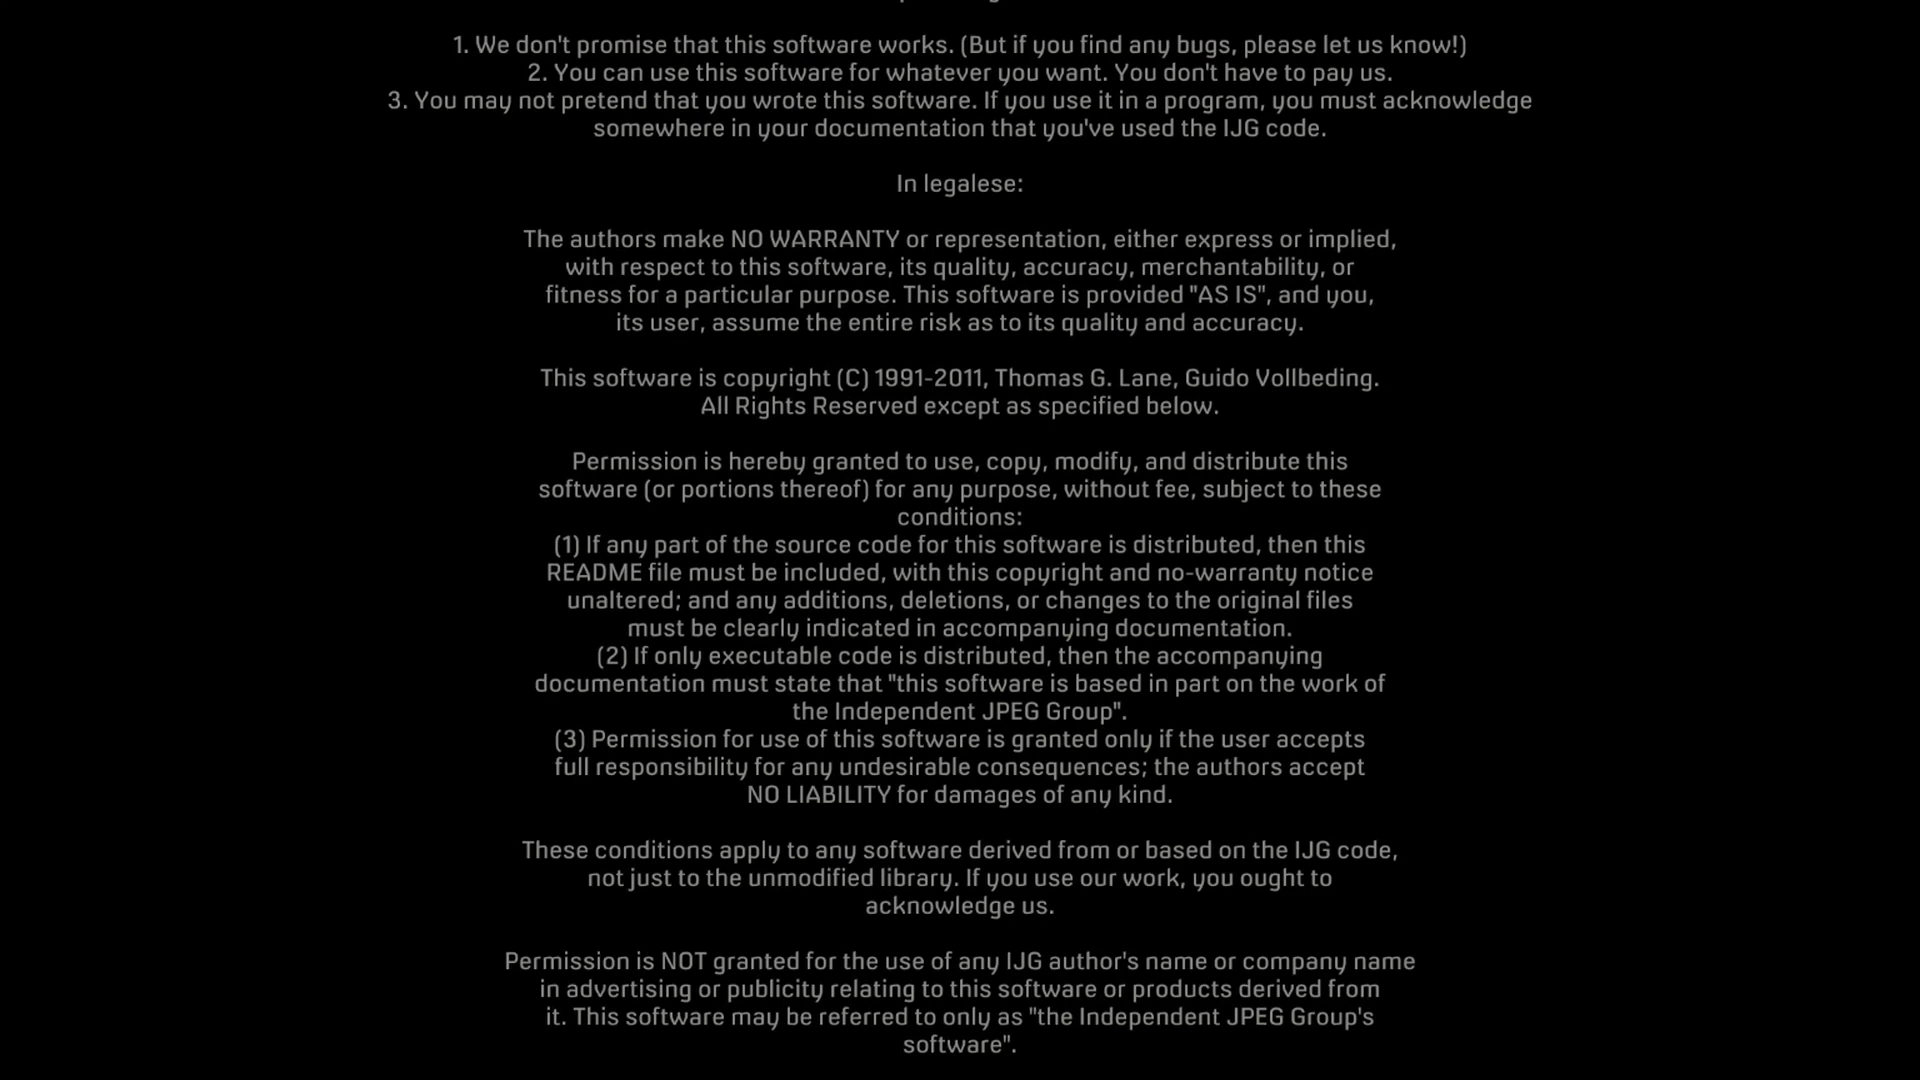 1. We don't promise that this software works. (But if you find any bugs, please let us know!)
2. You can use this software for whatever you want. You don't have to pay us.
3. You may not pretend that you wrote this software. If you use it in a program, you must acknowledge
somewhere in your documentation that you've used the IJG code.
In legalese:
The authors make NO WARRANTY or representation, either express or implied,
with respect to this software, its quality, accuracy, merchantability, or
fitness for a particular purpose. This software is provided "AS IS", and you,
its user, assume the entire risk as to its quality and accuracy.
This software is copyright (C) 1991-2011, Thomas G. Lane, Guido Vollbeding.
All Rights Reserved except as specified below.
Permission is hereby granted to use, copy, modify, and distribute this
software (or portions thereof) for any purpose, without fee, subject to these
conditions:
(1) If any part of the source code for this software is distributed, then this
README file must be included, with this copyright and no-warranty notice
unaltered; and any additions, deletions, or changes to the original files
must be clearly indicated in accompanying documentation.
(2) If only executable code is distributed, then the accompanying
documentation must state that "this software is based in part on the work of
the Independent JPEG Group".
(3) Permission for use of this software is granted only if the user accepts
full responsibility for any undesirable consequences; the authors accept
NO LIABILITY for damages of any kind.
These conditions apply to any software derived from or based on the IJG code,
not just to the unmodified library. If you use our work, you ought to
acknowledge us.
Permission is NOT granted for the use of any IJG author's name or company name
in advertising or publicity relating to this software or products derived from
it. This software may be referred to only as "the Independent JPEG Group's
software".